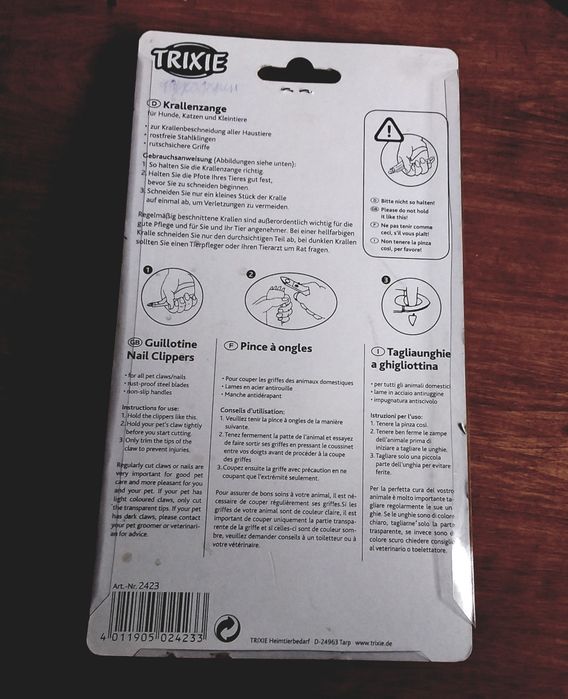 TRIXIE
D Krallenzange
für Hunde, Katzen und Kleintiere
• zur Krallenbeschneidung aller Haustiere
• rostfreie Stahlklingen
• rutschsichere Griffe
Gebrauchsanweisung (Abbildungen siehe unten):
1. So halten Sie die Krallenzange richtig.
2. Halten Sie die Pfote Ihres Tieres gut fest,
bevor Sie zu schneiden beginnen.
3. Schneiden Sie nur ein kleines Stück der Kralle
auf einmal ab, um Verletzungen zu vermeiden.
Regelmäßig beschnittene Krallen sind außerordentlich wichtig für die
gute Pflege und für Sie und Ihr Tier angenehmer. Bei einer hellfarbigen
Kralle schneiden Sie nur den durchsichtigen Teil ab, bei dunklen Krallen
sollten Sie einen Tierpfleger oder Ihren Tierarzt um Rat fragen.
!
D Bitte nicht so halten!
GB Please do not hold
it like this!
F Ne pas tenir comme
ceci, s'il vous plaît!
I Non tenere la pinza
così, per favore!
1
2
3
GB Guillotine
Nail Clippers
• for all pet claws/nails
• rust-proof steel blades
• non-slip handles
Instructions for use:
1. Hold the clippers like this.
2. Hold your pet's claw tightly
before you start cutting.
3. Only trim the tips of the
claw to prevent injuries.
Regularly cut claws or nails are
very important for good pet
care and more pleasant for you
and your pet. If your pet has
light coloured claws, only cut
the transparent tips. If your pet
has dark claws, please contact
your pet groomer or veterinari-
an for advice.
F Pince à ongles
• Pour couper les griffes des animaux domestiques
• Lames en acier antirouille
• Manche antidérapant
Conseils d'utilisation:
1. Veuillez tenir la pince à ongles de la manière
suivante.
2. Tenez fermement la patte de l'animal et essayez
de faire sortir ses griffes en pressant le coussinet
entre vos doigts avant de procéder à la coupe
des griffes
3. Coupez ensuite la griffe avec précaution en ne
coupant que l'extrémité seulement.
Pour assurer de bons soins à votre animal, il est né-
cessaire de couper régulièrement ses griffes.Si les
griffes de votre animal sont de couleur claire, il est
important de couper uniquement la partie transparen-
te de la griffe et si celles-ci sont de couleur som-
bre, veuillez demander conseils à un toiletteur ou à
votre vétérinaire.
I Tagliaunghie
a ghigliottina
• per tutti gli animali domestici
• lame in acciaio antiruggine
• impugnatura antiscivolo
Istruzioni per l'uso:
1. Tenere la pinza così.
2. Tenere ben ferme le zampe
dell'animale prima di
iniziare a tagliare le unghie.
3. Tagliare solo una piccola
parte dell'unghia per evitare
ferite.
Per la perfetta cura del vostro
animale è molto importante ta-
gliare regolarmente le sue un
ghie. Se le unghie sono di colore
chiaro, tagliarne solo la parte
trasparente, se invece sono di
colore scuro chiedere consiglio
al veterinario o toelettatore.
Art.-Nr. 2423
4 011905 024233
TRIXIE Heimtierbedarf · D-24963 Tarp · www.trixie.de